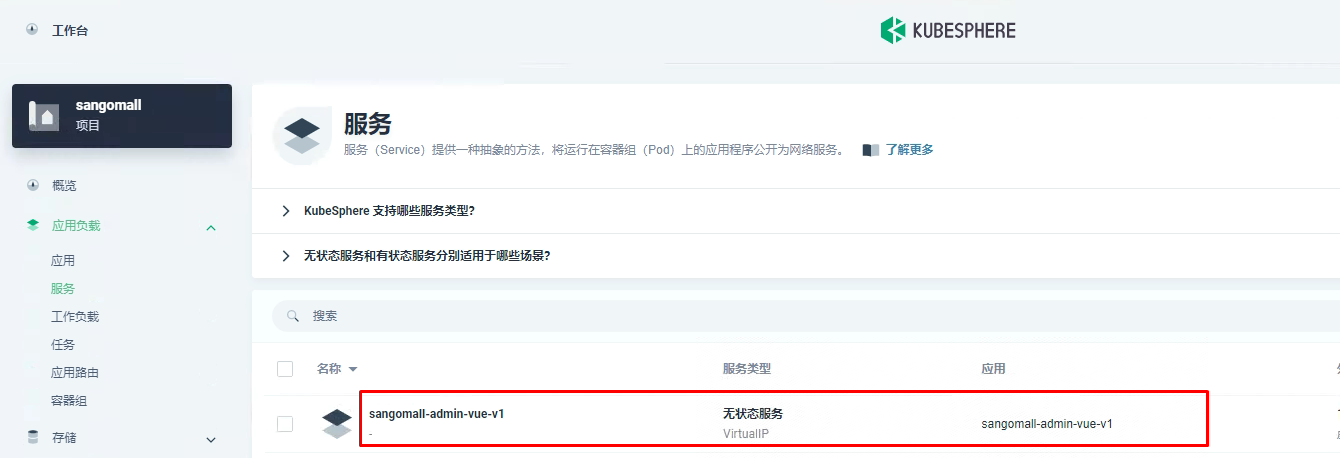 工作台
KUBESPHERE
sangomall
项目
服务
服务（Service）提供一种抽象的方法，将运行在容器组（Pod）上的应用程序公开为网络服务。 了解更多
概览
KubeSphere 支持哪些服务类型?
应用负载
无状态服务和有状态服务分别适用于哪些场景?
应用
服务
工作负载
任务
应用路由
容器组
存储
搜索
名称 服务类型 应用
sangomall-admin-vue-v1 无状态服务 sangomall-admin-vue-v1
- VirtualIP